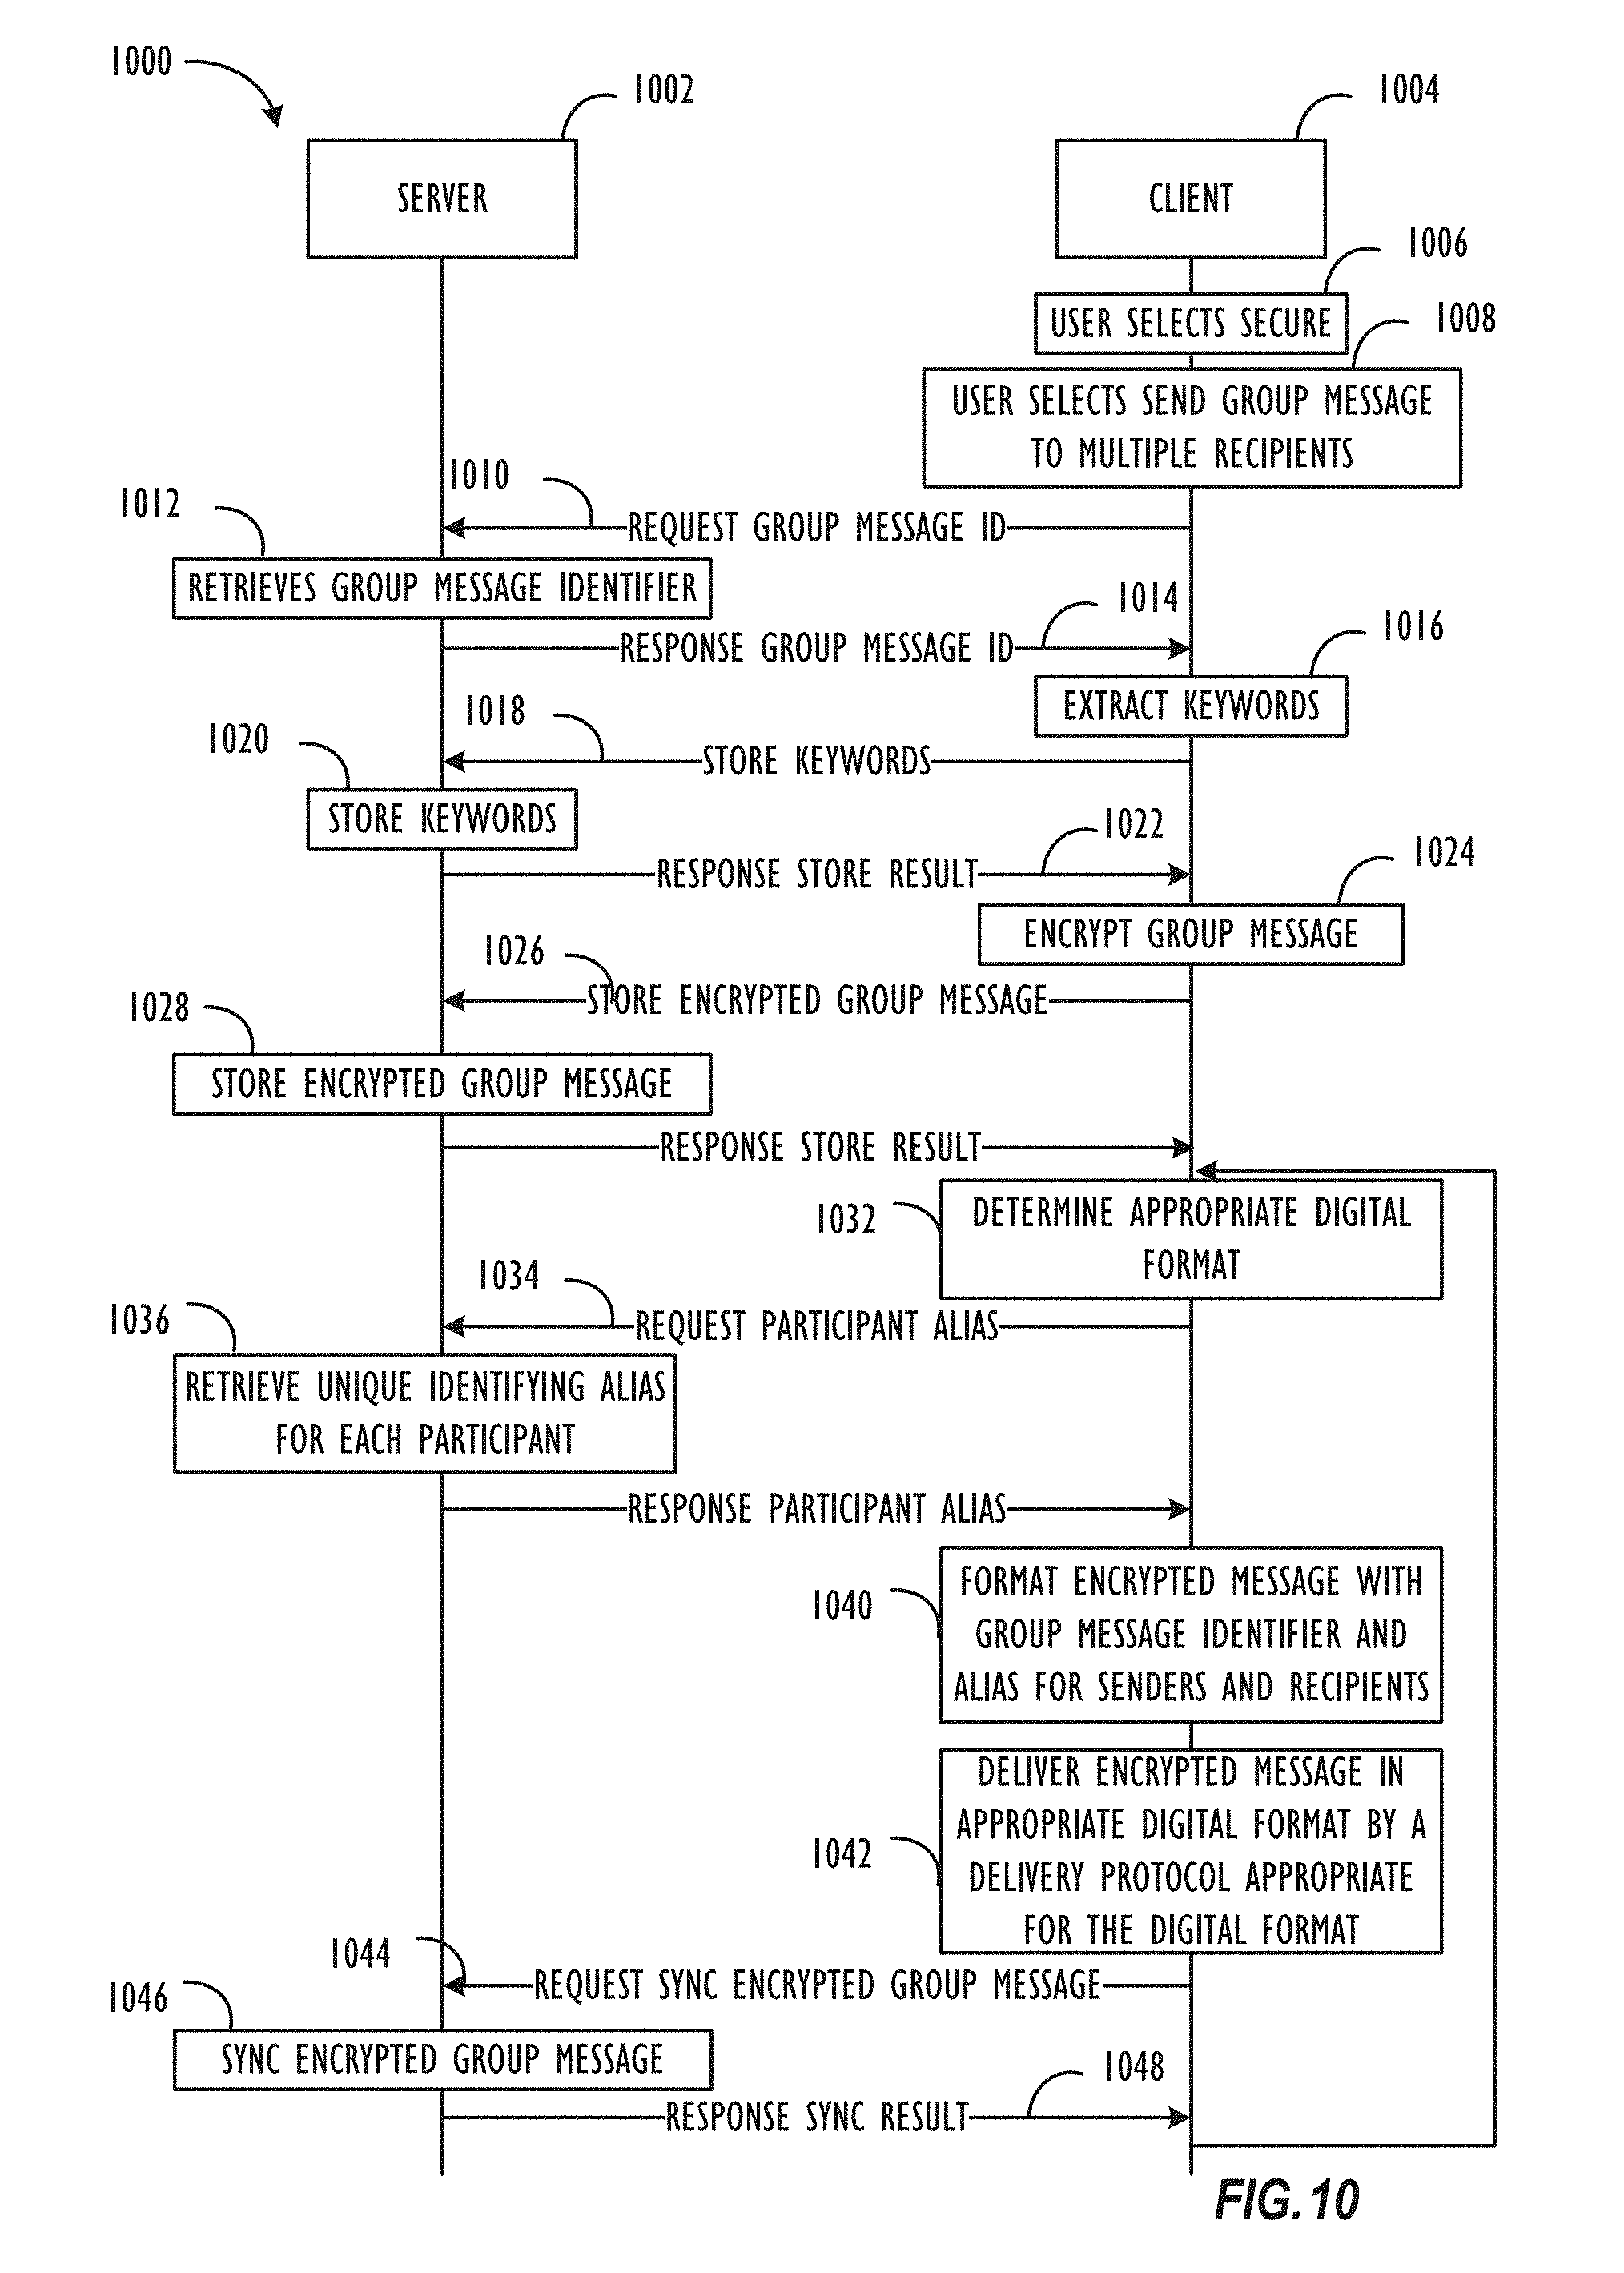 1000
1002
1004
SERVER
CLIENT
1006
USER SELECTS SECURE
1008
USER SELECTS SEND GROUP MESSAGE
TO MULTIPLE RECIPIENTS
1010
1012
REQUEST GROUP MESSAGE ID
RETRIEVES GROUP MESSAGE IDENTIFIER
1014
RESPONSE GROUP MESSAGE ID
1016
EXTRACT KEYWORDS
1018
1020
STORE KEYWORDS
STORE KEYWORDS
1022
RESPONSE STORE RESULT
1024
ENCRYPT GROUP MESSAGE
1026
STORE ENCRYPTED GROUP MESSAGE
1028
STORE ENCRYPTED GROUP MESSAGE
RESPONSE STORE RESULT
1032
DETERMINE APPROPRIATE DIGITAL
FORMAT
1034
1036
REQUEST PARTICIPANT ALIAS
RETRIEVE UNIQUE IDENTIFYING ALIAS
FOR EACH PARTICIPANT
RESPONSE PARTICIPANT ALIAS
1040
FORMAT ENCRYPTED MESSAGE WITH
GROUP MESSAGE IDENTIFIER AND
ALIAS FOR SENDERS AND RECIPIENTS
1042
DELIVER ENCRYPTED MESSAGE IN
APPROPRIATE DIGITAL FORMAT BY A
DELIVERY PROTOCOL APPROPRIATE
FOR THE DIGITAL FORMAT
1044
1046
REQUEST SYNC ENCRYPTED GROUP MESSAGE
SYNC ENCRYPTED GROUP MESSAGE
1048
RESPONSE SYNC RESULT
FIG. 10